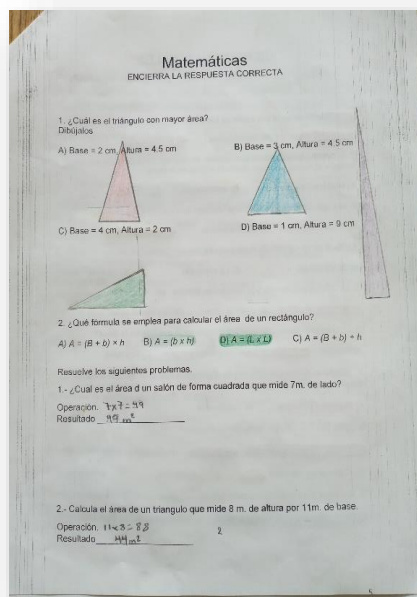 Matemáticas
ENCIERRA LA RESPUESTA CORRECTA
1. ¿Cuál es el triángulo con mayor área?
Dibújalos
A) Base = 2 cm, Altura = 4.5 cm
B) Base = 3 cm, Altura = 4.5 cm
C) Base = 4 cm, Altura = 2 cm
D) Base = 1 cm, Altura = 9 cm
2. ¿Qué fórmula se emplea para calcular el área de un rectángulo?
A) A = (B + b) × h B) A = (b x h) D) A = (L x L) C) A = (B + b) ÷ h
Resuelve los siguientes problemas.
1.- ¿Cual es el área d un salón de forma cuadrada que mide 7m. de lado?
Operación. 7x7=49
Resultado 49 m²
2.- Calcula el área de un triangulo que mide 8 m. de altura por 11m. de base.
Operación. 11x8=88
2
Resultado 44 m²